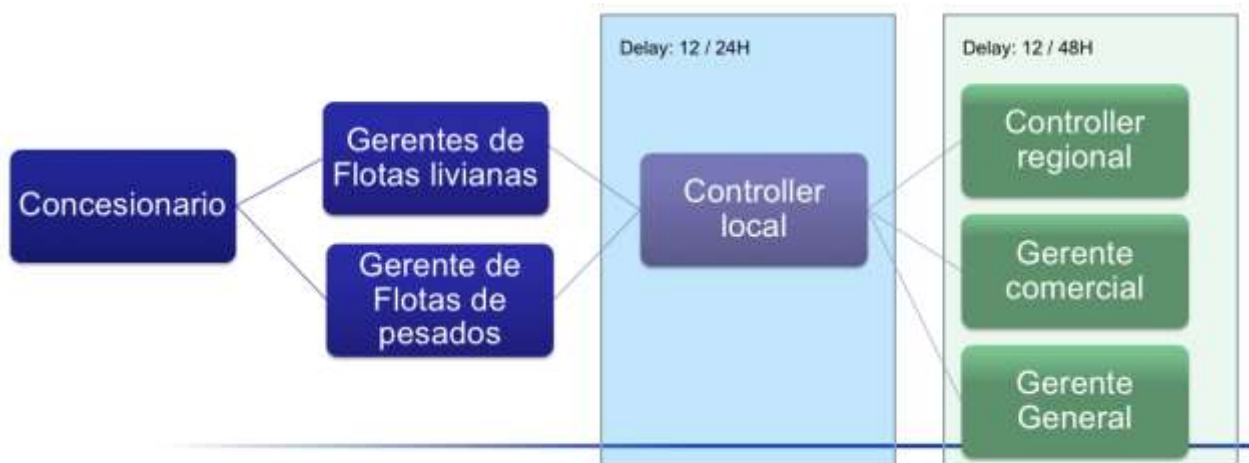 Delay: 12 / 24H
Delay: 12 / 48H
Concesionario
Gerentes de
Flotas livianas
Gerente de
Flotas de
pesados
Controller
local
Controller
regional
Gerente
comercial
Gerente
General